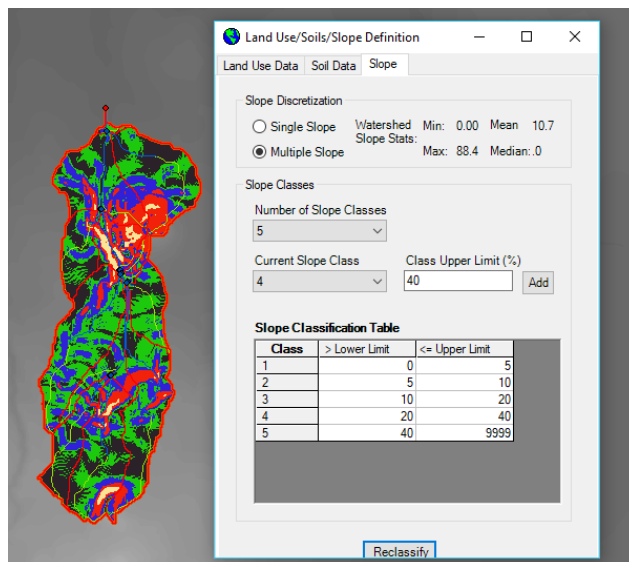 Land Use/Soils/Slope Definition
Land Use Data Soil Data Slope
Slope Discretization
Single Slope Watershed Slope Stats: Min: 0.00 Mean 10.7
Multiple Slope Max: 88.4 Median:.0
Slope Classes
Number of Slope Classes
5
Current Slope Class Class Upper Limit (%)
4 40 Add
Slope Classification Table
Class > Lower Limit <= Upper Limit
1 0 5
2 5 10
3 10 20
4 20 40
5 40 9999
Reclassify